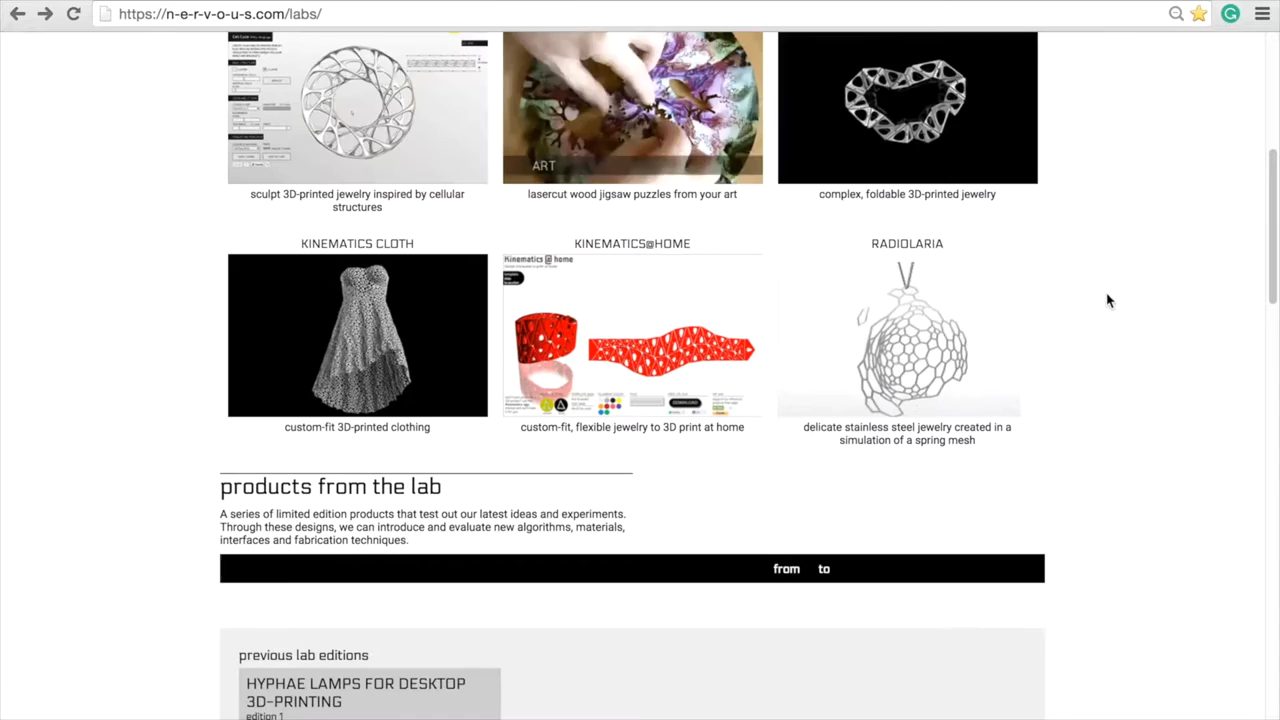 https://n-e-r-v-o-u-s.com/labs/
ART
sculpt 3D-printed jewelry inspired by cellular
structures
lasercut wood jigsaw puzzles from your art
complex, foldable 3D-printed jewelry
KINEMATICS CLOTH
KINEMATICS@HOME
RADIOLARIA
Kinematics @ home
DOWNLOAD
custom-fit 3D-printed clothing
custom-fit, flexible jewelry to 3D print at home
delicate stainless steel jewelry created in a
simulation of a spring mesh
products from the lab
A series of limited edition products that test out our latest ideas and experiments.
Through these designs, we can introduce and evaluate new algorithms, materials,
interfaces and fabrication techniques.
from to
previous lab editions
HYPHAE LAMPS FOR DESKTOP
3D-PRINTING
edition 1